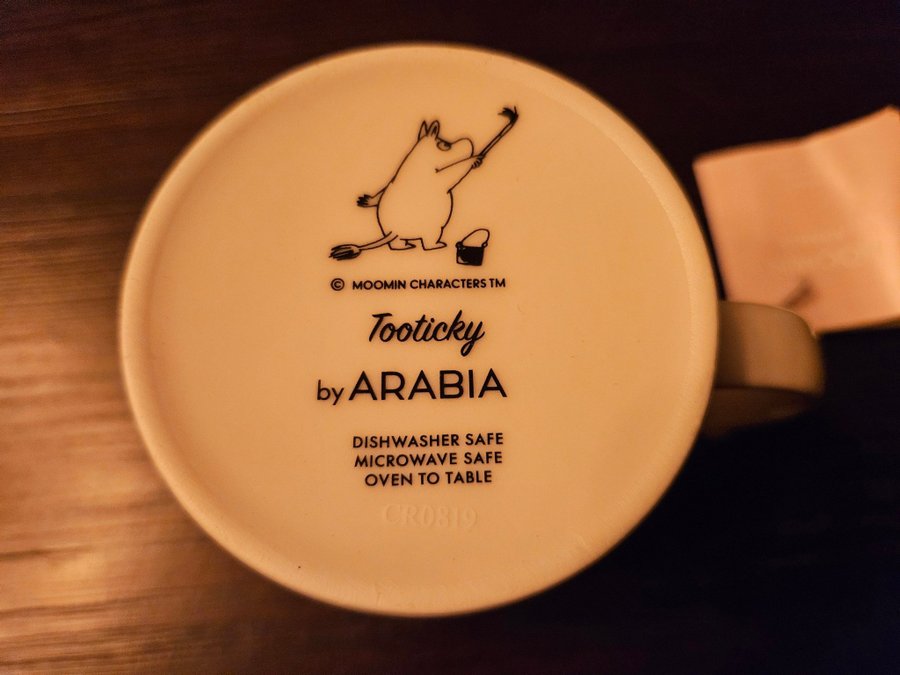 © MOOMIN CHARACTERS TM
Tooticky
by ARABIA
DISHWASHER SAFE
MICROWAVE SAFE
OVEN TO TABLE
CR0819